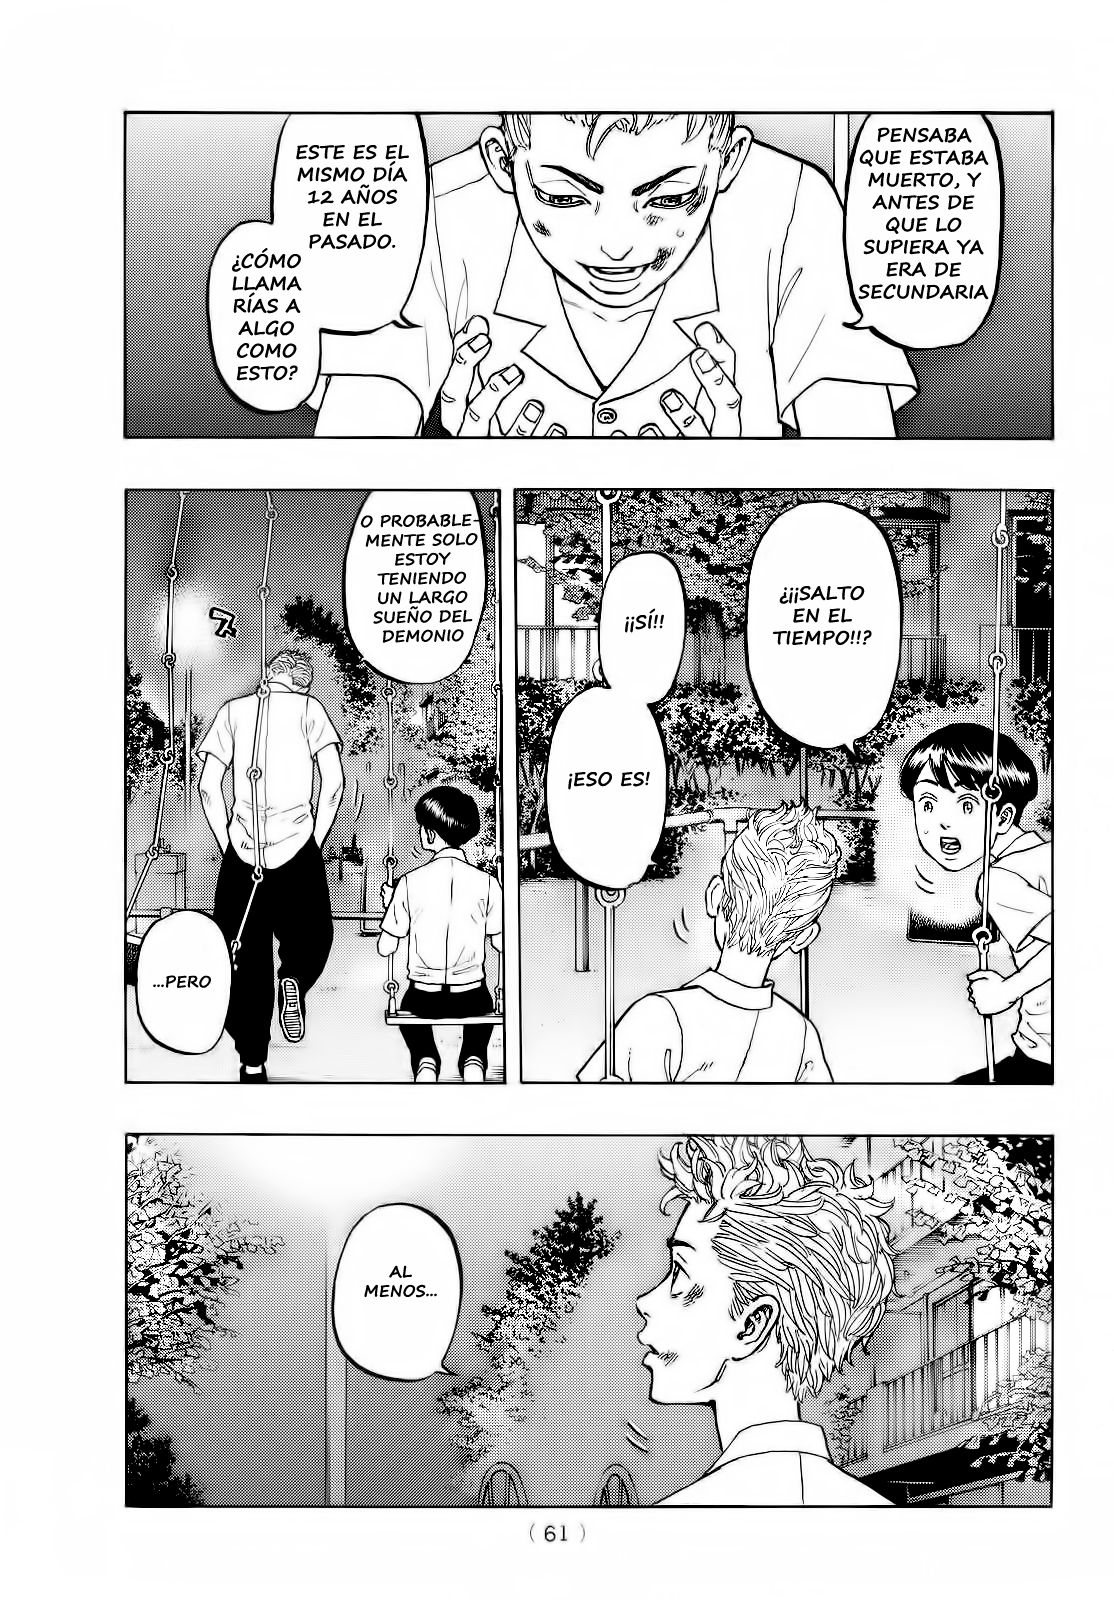 PENSABA
QUE ESTABA
MUERTO, Y
ANTES DE
QUE LO
SUPIERA YA
ERA DE
SECUNDARIA
ESTE ES EL
MISMO DÍA
12 AÑOS
EN EL
PASADO.
¿CÓMO
LLAMA
RÍAS A
ALGO
COMO
ESTO?
¿¡¡SALTO
EN EL
TIEMPO!!?
¡¡SÍ!!
¡ESO ES!
O PROBABLE-
MENTE SOLO
ESTOY
TENIENDO
UN LARGO
SUEÑO DEL
DEMONIO
ス
...PERO
AL
MENOS...
( 61 )